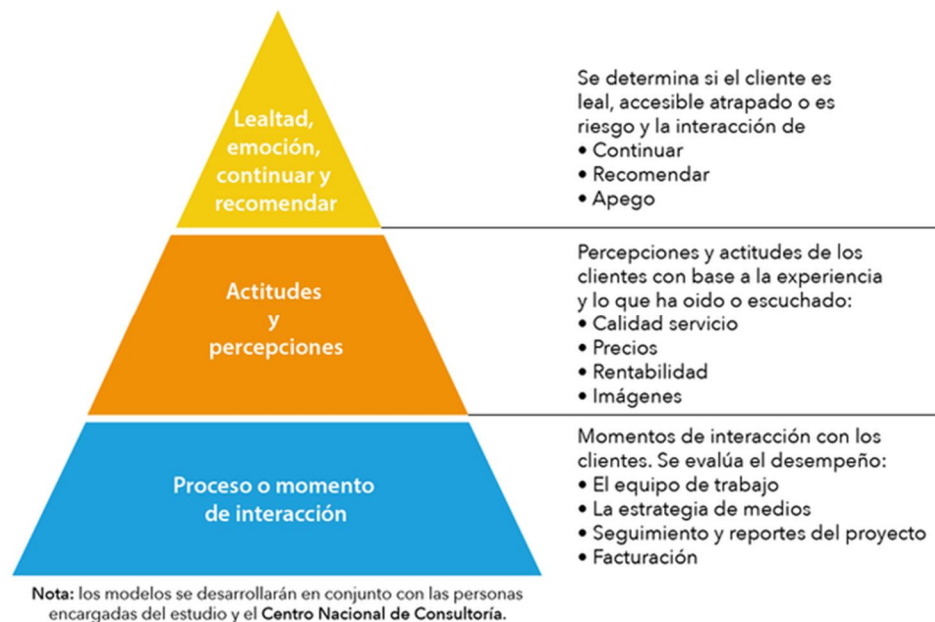 Lealtad,
emoción,
continuar y
recomendar
Se determina si el cliente es
leal, accesible atrapado o es
riesgo y la interacción de
• Continuar
• Recomendar
• Apego
Actitudes
y
percepciones
Percepciones y actitudes de los
clientes con base a la experiencia
y lo que ha oido o escuchado:
• Calidad servicio
• Precios
• Rentabilidad
• Imágenes
Proceso o momento
de interacción
Momentos de interacción con los
clientes. Se evalúa el desempeño:
• El equipo de trabajo
• La estrategia de medios
• Seguimiento y reportes del proyecto
• Facturación
Nota: los modelos se desarrollarán en conjunto con las personas
encargadas del estudio y el Centro Nacional de Consultoría.